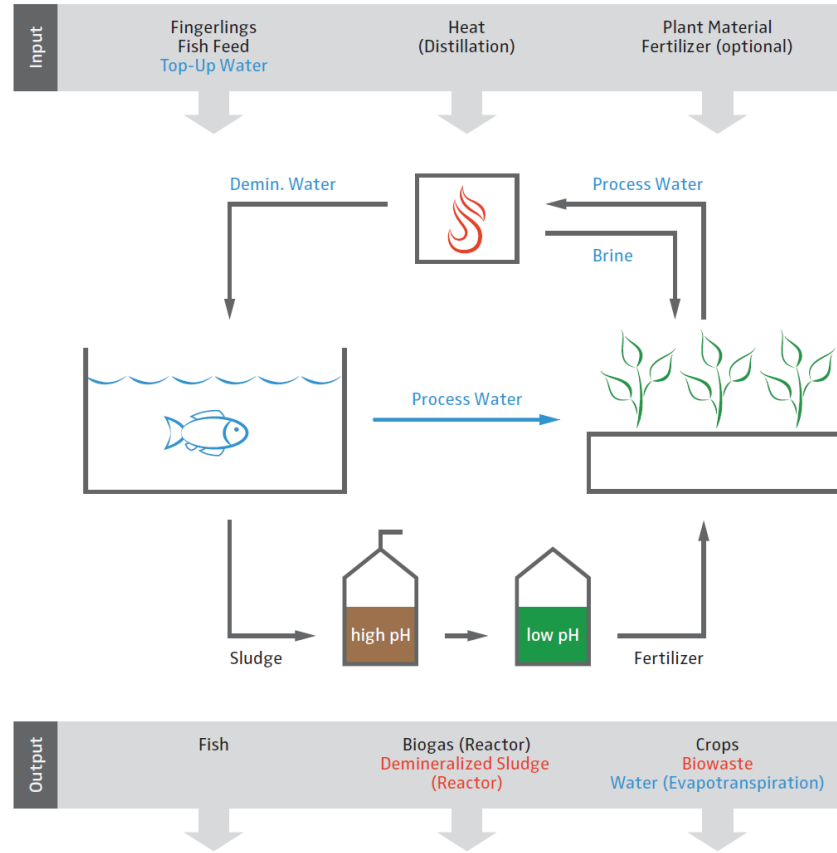 Input
Fingerlings
Fish Feed
Top-Up Water
Heat
(Distillation)
Plant Material
Fertilizer (optional)
Demin. Water
Process Water
Brine
Process Water
high pH
low pH
Sludge
Fertilizer
Output
Fish
Biogas (Reactor)
Demineralized Sludge
(Reactor)
Crops
Biowaste
Water (Evapotranspiration)